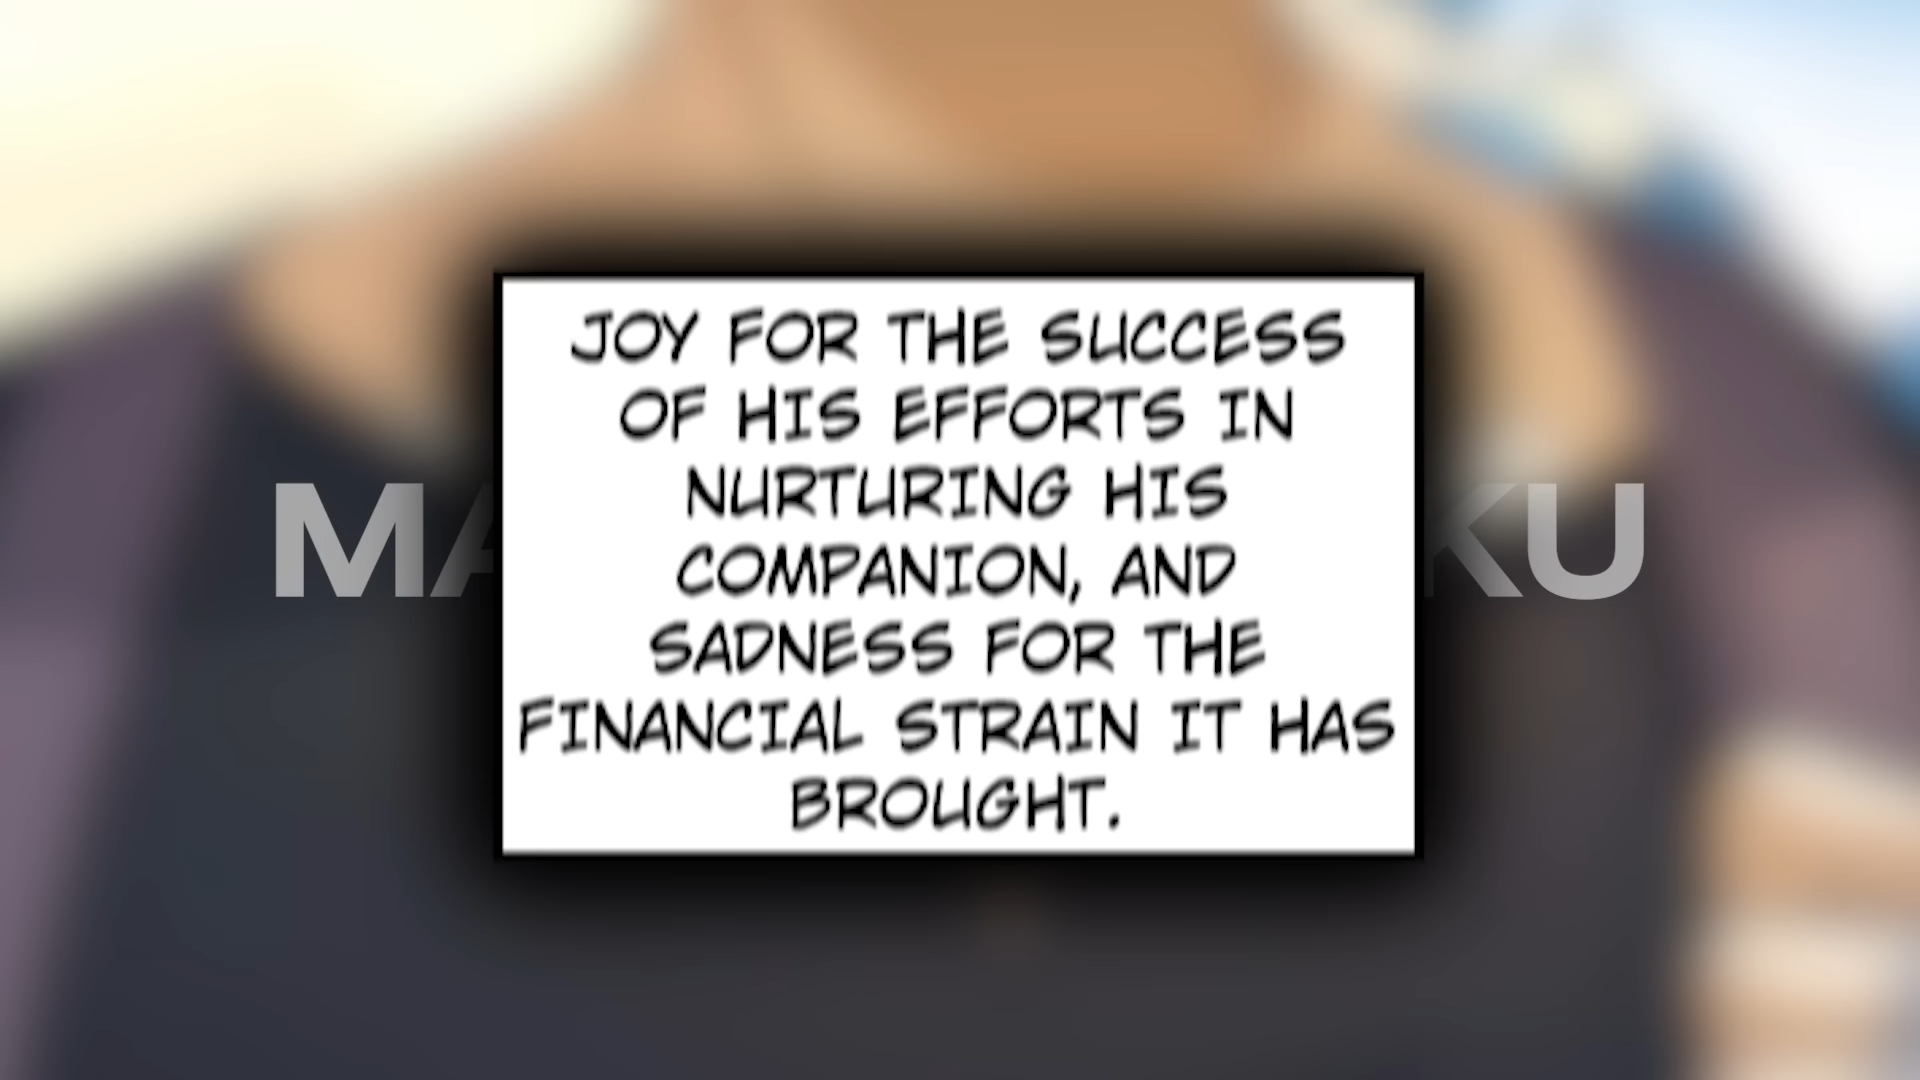 JOY FOR THE SUCCESS
OF HIS EFFORTS IN
NURTURING HIS
COMPANION, AND
SADNESS FOR THE
FINANCIAL STRAIN IT HAS
BROUGHT.